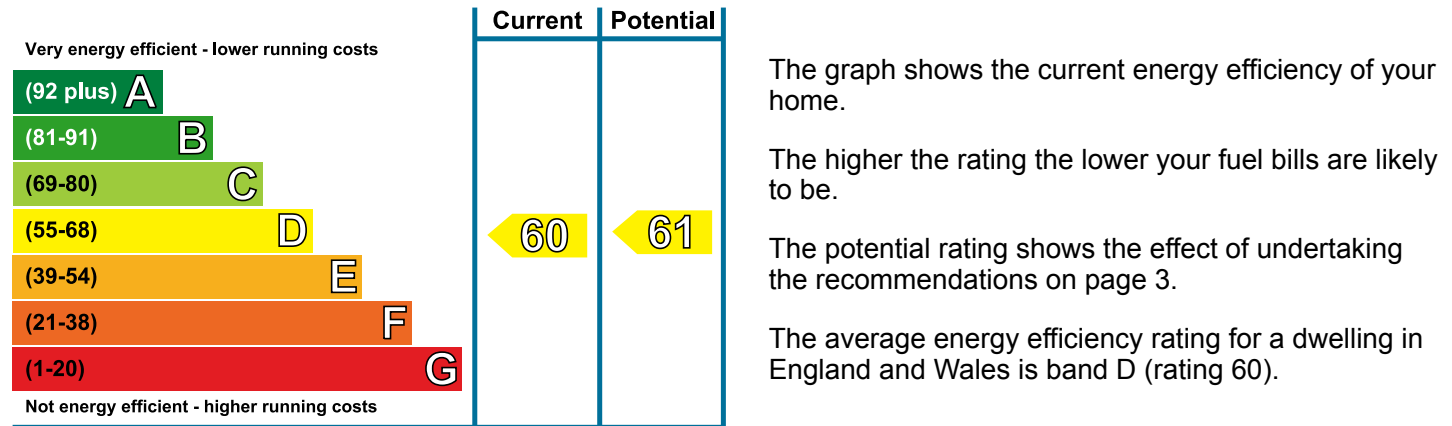 Current Potential
Very energy efficient - lower running costs
(92 plus) A
(81-91) B
(69-80) C
(55-68) D
60 61
(39-54) E
(21-38) F
(1-20) G
Not energy efficient - higher running costs
The graph shows the current energy efficiency of your
home.
The higher the rating the lower your fuel bills are likely
to be.
The potential rating shows the effect of undertaking
the recommendations on page 3.
The average energy efficiency rating for a dwelling in
England and Wales is band D (rating 60).